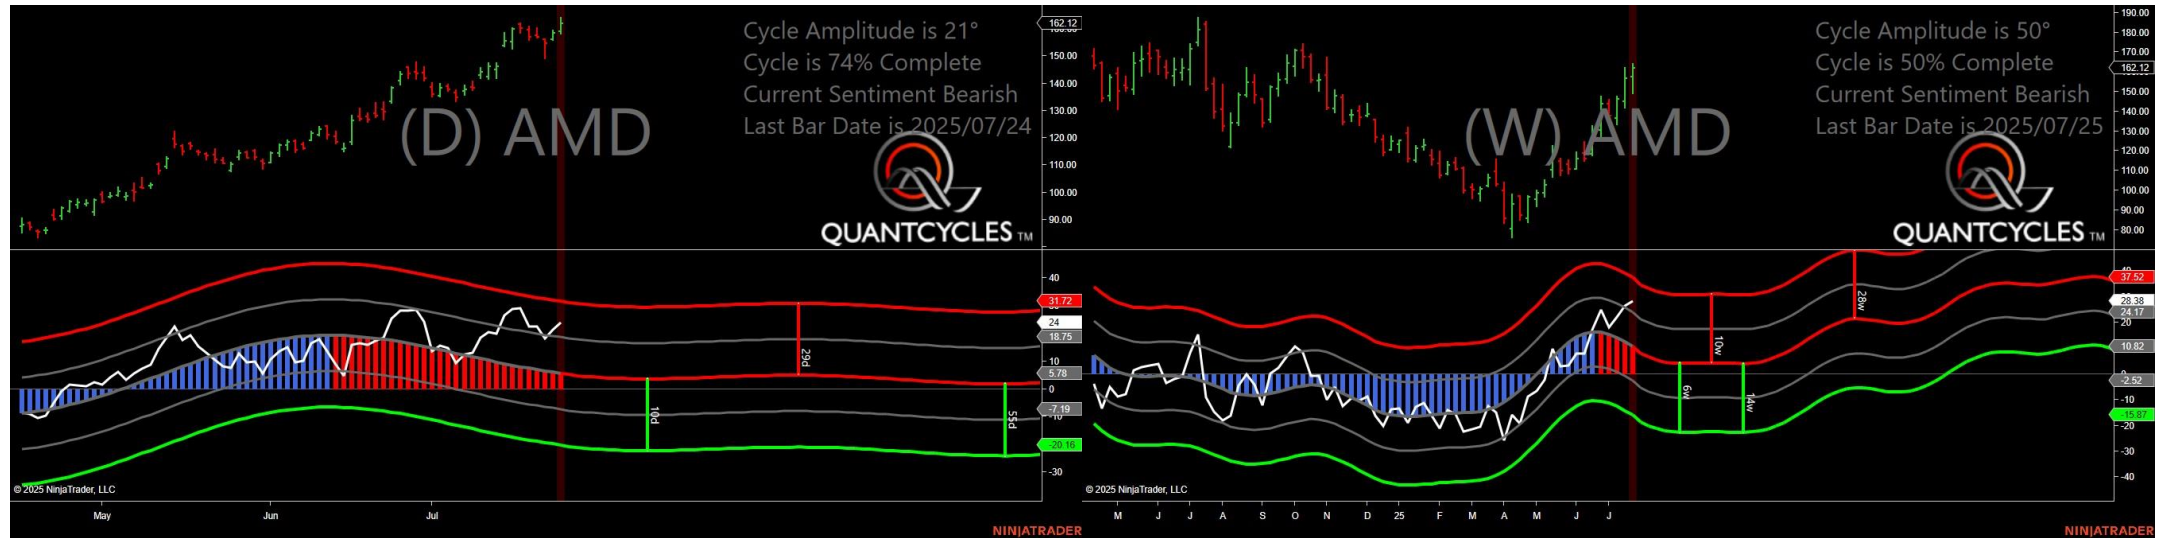 Cycle Amplitude is 21°
Cycle is 74% Complete
Current Sentiment Bearish
Last Bar Date is 2025/07/24
(D) AMD
QUANTCYCLES TM
162.12
150.00
140.00
130.00
120.00
110.00
100.00
90.00
40
31.72
24
18.75
10
5.78
0
-7.19
-20.16
-30
10d
29d
55d
© 2025 NinjaTrader, LLC
May Jun Jul
NINJATRADER
Cycle Amplitude is 50°
Cycle is 50% Complete
Current Sentiment Bearish
Last Bar Date is 2025/07/25
(W) AMD
QUANTCYCLES TM
190.00
180.00
170.00
162.12
150.00
140.00
130.00
120.00
110.00
100.00
90.00
80.00
37.52
28.38
24.17
20
10.82
-2.52
-10
-15.87
-20
-30
-40
6w
10w
14w
28w
© 2025 NinjaTrader, LLC
M J J A S O N D 25 F M A M J J
NINJATRADER